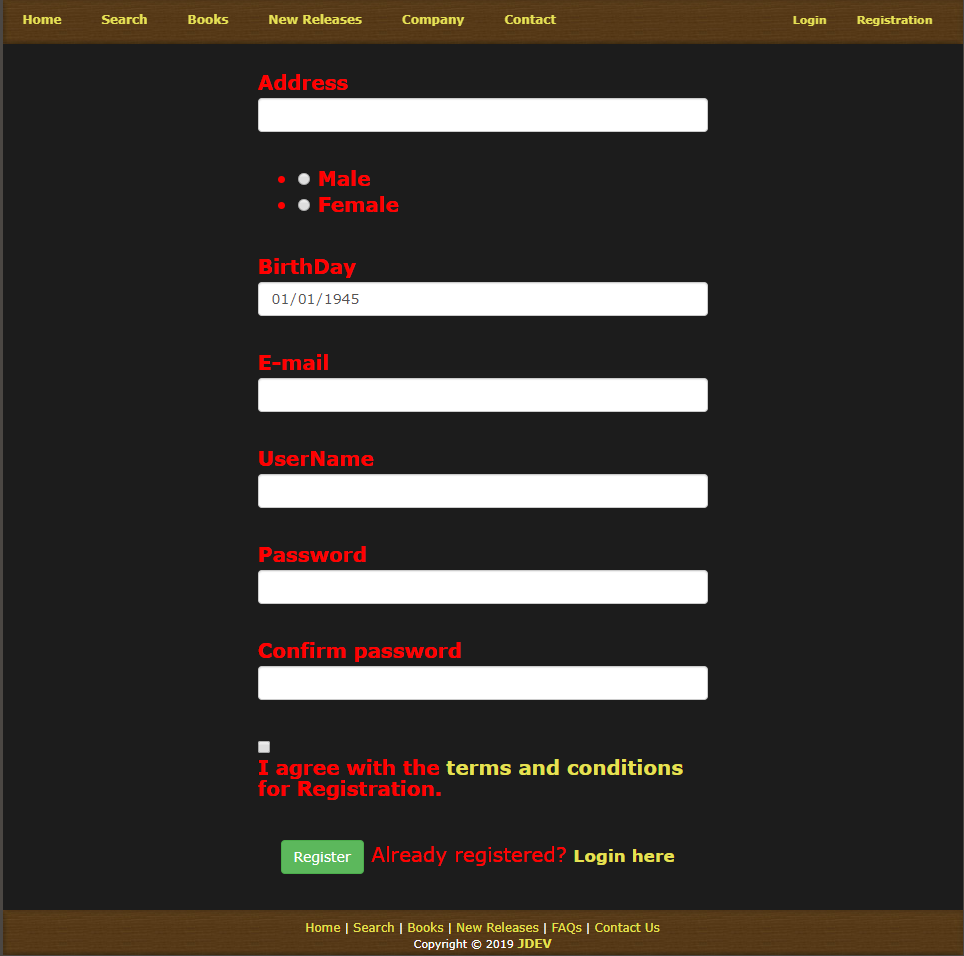 Home Search Books New Releases Company Contact Login Registration
Address
Male
Female
BirthDay
01/01/1945
E-mail
UserName
Password
Confirm password
I agree with the terms and conditions
for Registration.
Register Already registered? Login here
Home | Search | Books | New Releases | FAQs | Contact Us
Copyright © 2019 JDEV